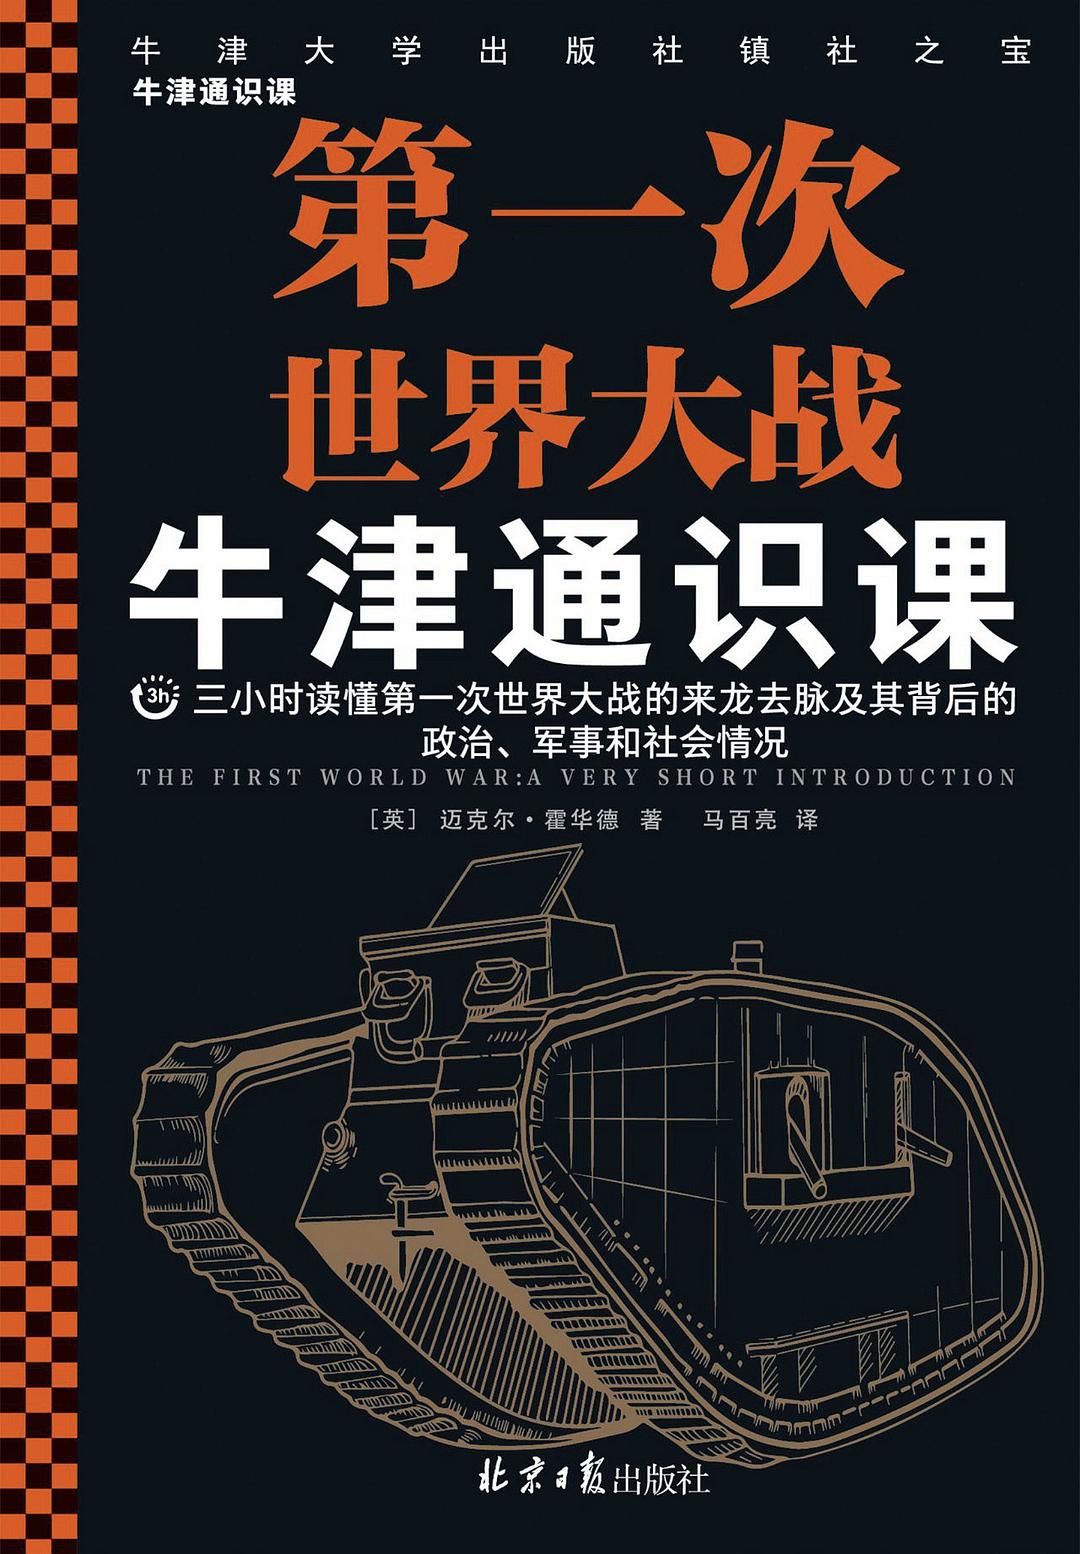 牛津大学出版社镇社之宝
牛津通识课
第一次
世界大战
牛津通识课
3h 三小时读懂第一次世界大战的来龙去脉及其背后的
政治、军事和社会情况
THE FIRST WORLD WAR:A VERY SHORT INTRODUCTION
［英］ 迈克尔·霍华德 著 马百亮 译
北京日报出版社